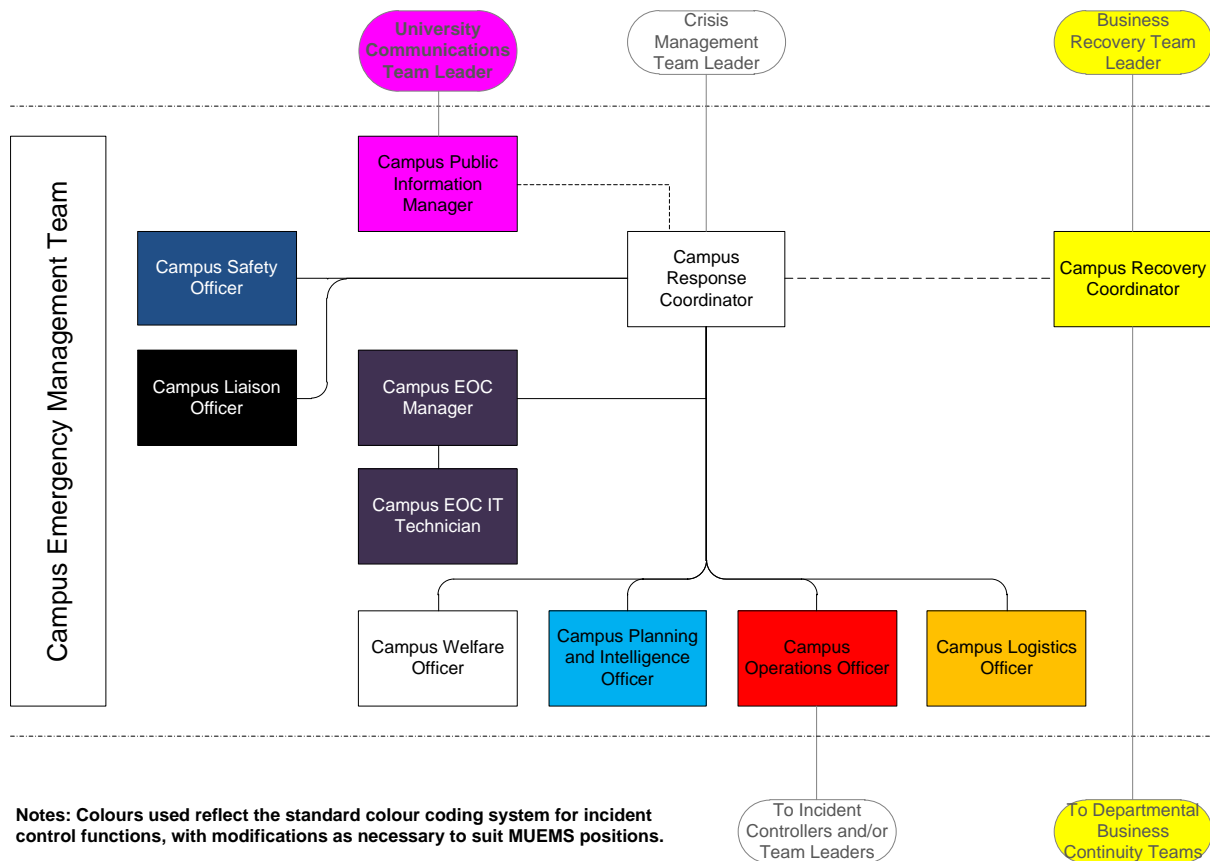 University
Communications
Team Leader
Crisis
Management
Team Leader
Business
Recovery Team
Leader
Campus Emergency Management Team
Campus Public
Information
Manager
Campus Safety
Officer
Campus
Response
Coordinator
Campus Recovery
Coordinator
Campus Liaison
Officer
Campus EOC
Manager
Campus EOC IT
Technician
Campus Welfare
Officer
Campus Planning
and Intelligence
Officer
Campus
Operations Officer
Campus Logistics
Officer
Notes: Colours used reflect the standard colour coding system for incident
control functions, with modifications as necessary to suit MUEMS positions.
To Incident
Controllers and/or
Team Leaders
To Departmental
Business
Continuity Teams